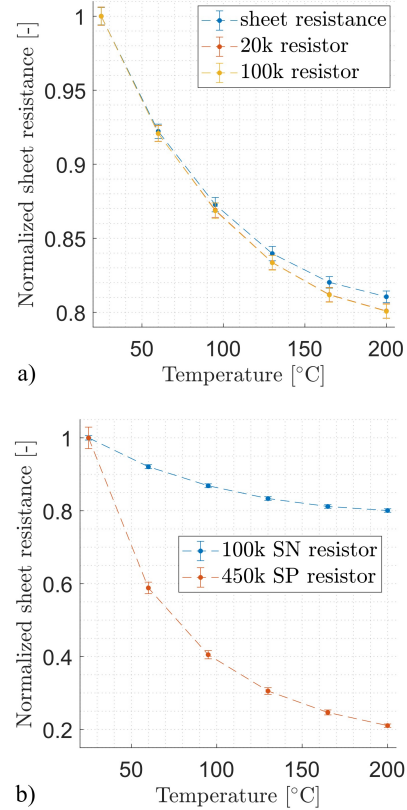 Normalized sheet resistance [-]
1
0.95
0.9
0.85
0.8
sheet resistance
20k resistor
100k resistor
50
100
150
200
Temperature [°C]
a)
Normalized sheet resistance [-]
1
0.8
0.6
0.4
0.2
100k SN resistor
450k SP resistor
50
100
150
200
Temperature [°C]
b)